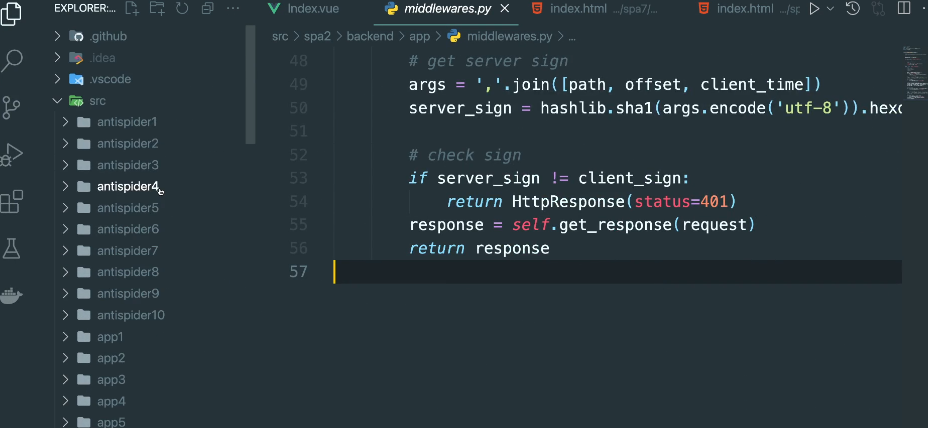 EXPLORER:...
Index.vue
middlewares.py
index.html .../spa7/...
index.html .../sp
src > spa2 > backend > app > middlewares.py > ...
.github
.idea
.vscode
src
antispider1
antispider2
antispider3
antispider4
antispider5
antispider6
antispider7
antispider8
antispider9
antispider10
app1
app2
app3
app4
app5
48 # get server sign
49 args = ','.join([path, offset, client_time])
50 server_sign = hashlib.sha1(args.encode('utf-8')).hexd
51
52 # check sign
53 if server_sign != client_sign:
54 return HttpResponse(status=401)
55 response = self.get_response(request)
56 return response
57